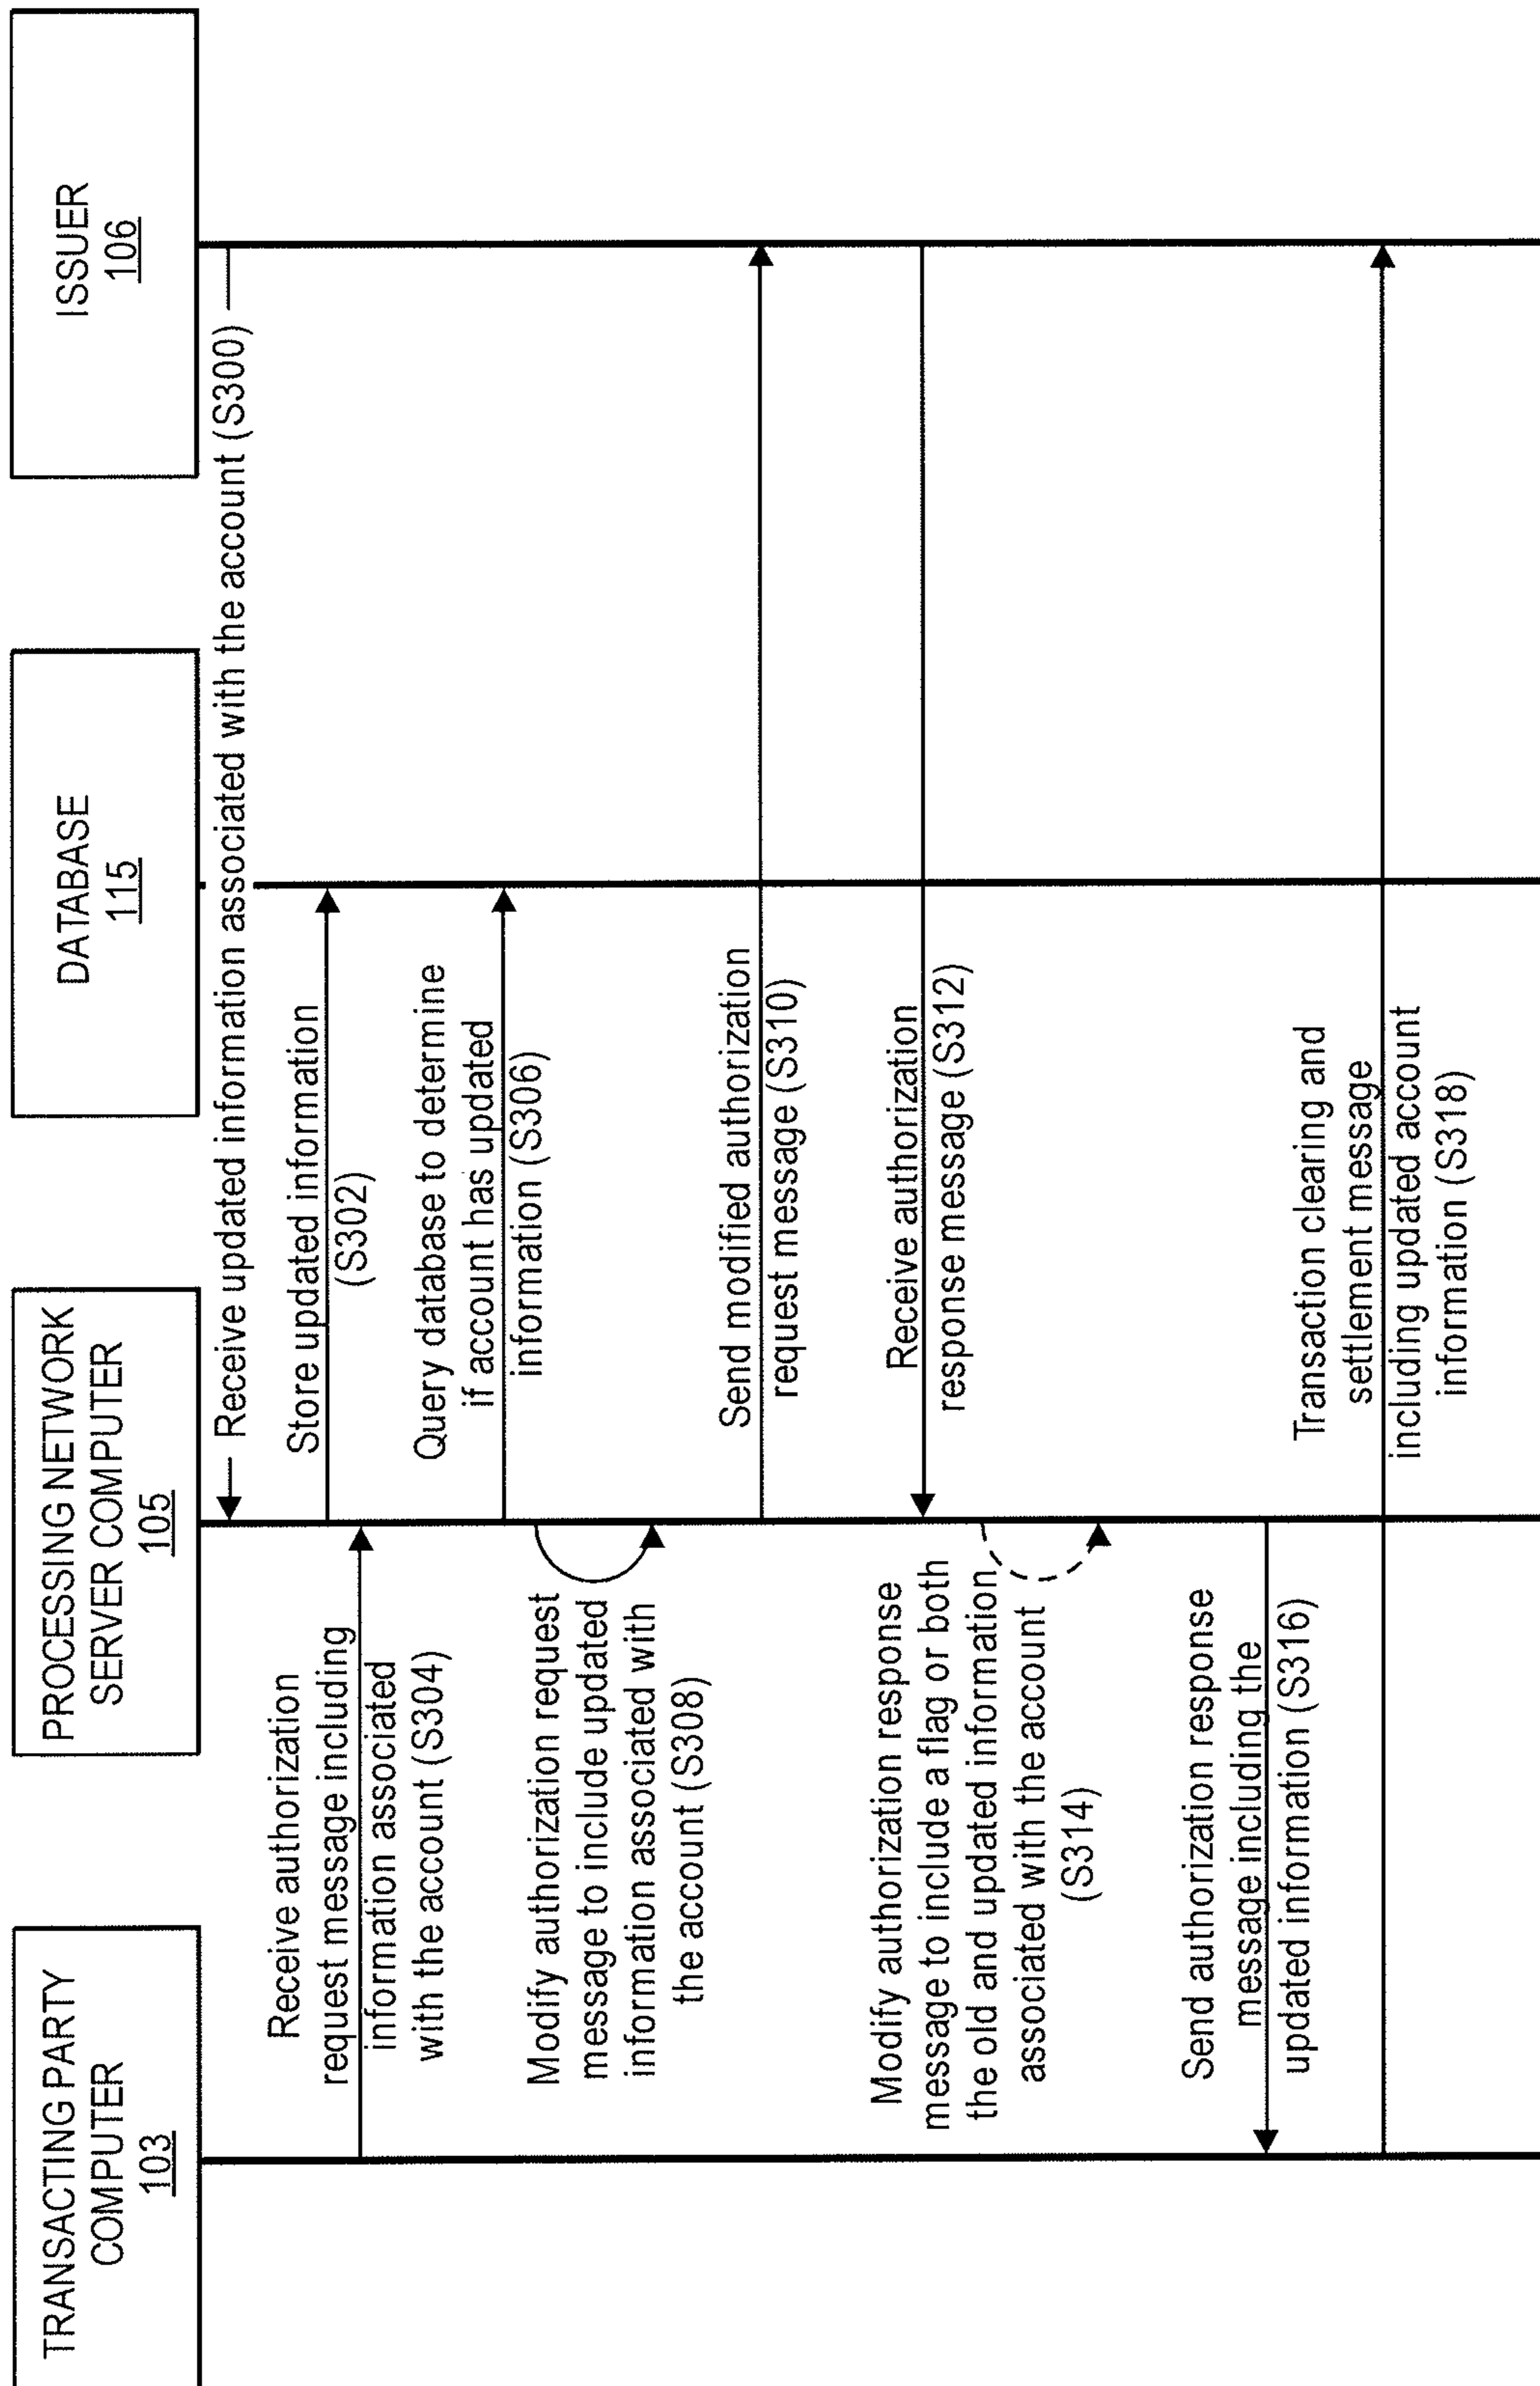 TRANSACTING PARTY
COMPUTER
103
PROCESSING NETWORK
SERVER COMPUTER
105
DATABASE
115
ISSUER
106
Receive updated information associated with the account (S300)
Store updated information
(S302)
Receive authorization
request message including
information associated
with the account (S304)
Query database to determine
if account has updated
information (S306)
Modify authorization request
message to include updated
information associated with
the account (S308)
Send modified authorization
request message (S310)
Receive authorization
response message (S312)
Modify authorization response
message to include a flag or both
the old and updated information
associated with the account
(S314)
Send authorization response
message including the
updated information (S316)
Transaction clearing and
settlement message
including updated account
information (S318)